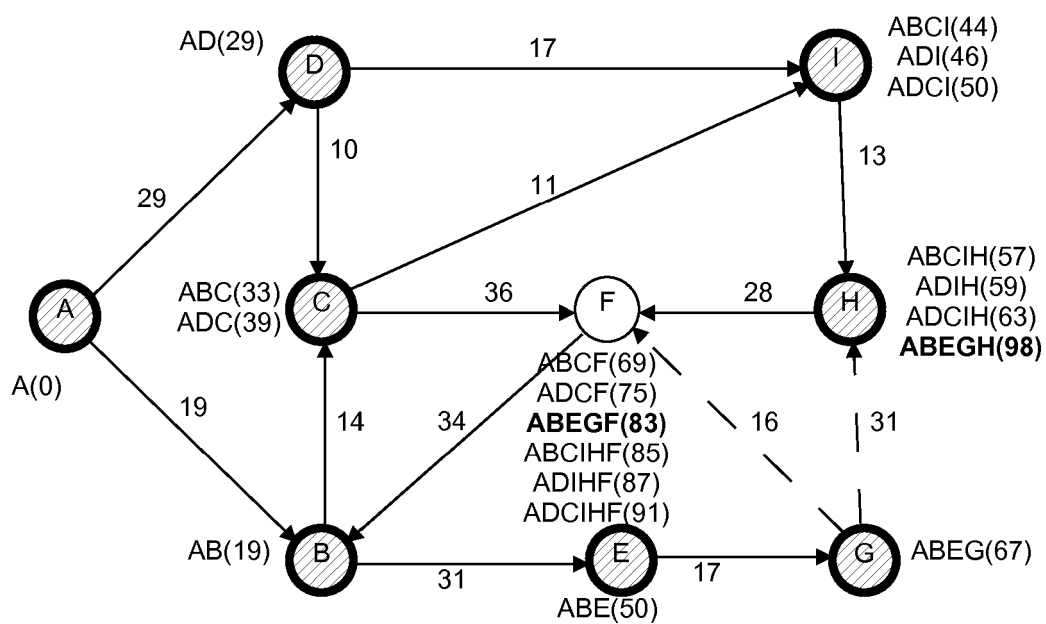 AD(29)
D
17
I
ABCI(44)
ADI(46)
ADCI(50)
10
13
29
11
A
A(0)
ABC(33)
ADC(39)
C
36
F
28
H
ABCIH(57)
ADIH(59)
ADCIH(63)
ABEGH(98)
19
14
34
ABCF(69)
ADCF(75)
ABEGF(83)
ABCIHF(85)
ADIHF(87)
ADCIHF(91)
16
31
AB(19)
B
31
E
ABE(50)
17
G
ABEG(67)